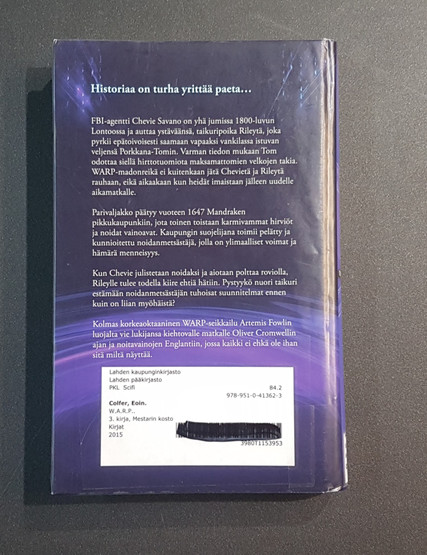 Historiaa on turha yrittää paeta…
FBI-agentti Chevie Savano on yhä jumissa 1800-luvun
Lontoossa ja auttaa ystäväänsä, taikuripoika Rileytä, joka
pyrkii epätoivoisesti saamaan vapaaksi vankilassa istuvan
veljensä Porkkana-Tomin. Varman tiedon mukaan Tom
odottaa siellä hirttotuomiota maksamattomien velkojen takia.
WARP-madonreikä ei kuitenkaan jätä Chevietä ja Rileytä
rauhaan, eikä aikaakaan kun heidät imaistaan jälleen uudelle
aikamatkalle.
Parivaljakko päätyy vuoteen 1647 Mandraken
pikkukaupunkiin, jota toinen toistaan karmivammat hirviöt
ja noidat vainoavat. Kaupungin suojelijana toimii pelätty ja
kunnioitettu noidanmetsästäjä, jolla on ylimaalliset voimat ja
hämärä menneisyys.
Kun Chevie julistetaan noidaksi ja aiotaan polttaa roviolla,
Rileylle tulee todella kiire ehtiä hätiin. Pystyykö nuori taikuri
estämään noidanmetsästäjän tuhoisat suunnitelmat ennen
kuin on liian myöhäistä?
Kolmas korkeaoktaaninen WARP-seikkailu Artemis Fowlin
luojalta vie lukijansa kiehtovalle matkalle Oliver Cromwellin
ajan ja noitavainojen Englantiin, jossa kaikki ei ehkä ole ihan
sitä miltä näyttää.
Lahden kaupunginkirjasto
Lahden pääkirjasto
PKL Scifi 84.2
978-951-0-41362-3
Colfer, Eoin.
W.A.R.P.,
3. kirja, Mestarin kosto
Kirjat
2015
3980T1153953